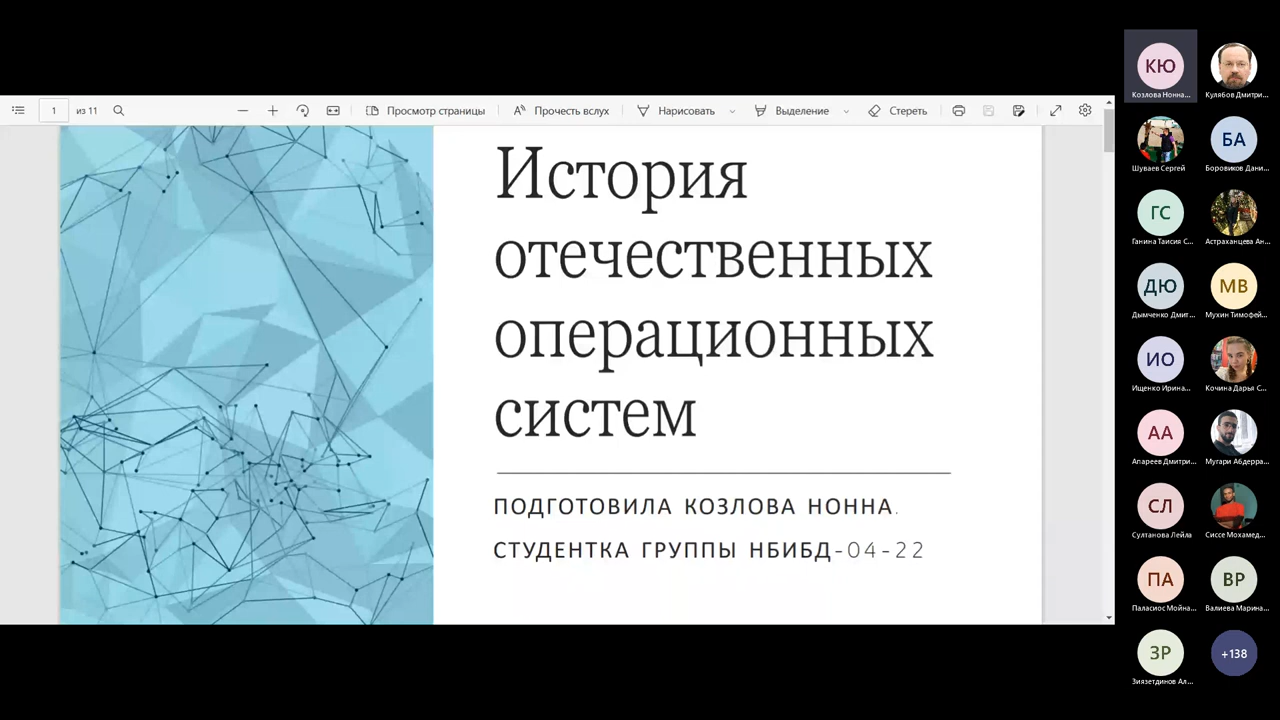 1 из 11 Просмотр страницы Прочесть вслух Нарисовать Выделение Стереть
История
отечественных
операционных
систем
ПОДГОТОВИЛА КОЗЛОВА НОННА.
СТУДЕНТКА ГРУППЫ НБИБД-04-22
КЮ
Козлова Нонна... Кулябов Дмитри...
БА
Шуваев Сергей Боровиков Дани...
ГС
Ганина Таисия С... Астраханцева Ан...
ДЮ МВ
Дымченко Дмит... Мухин Тимофей...
ИО
Ищенко Ирина... Кочина Дарья С...
АА
Апареев Дмитри... Мугари Абдерра...
СЛ
Султанова Лейла Сиссе Мохамед...
ПА ВР
Паласиос Мойна... Валиева Марина...
ЗР +138
Зиязетдинов Ал...